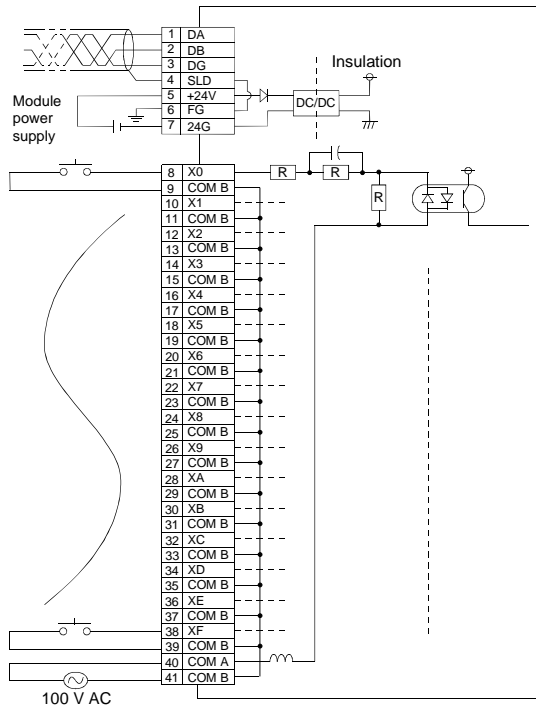 1 DA
2 DB
3 DG
4 SLD
5 +24V
6 FG
7 24G
Insulation
DC/DC
Module
power
supply
8 X0
R
R
R
9 COM B
10 X1
11 COM B
12 X2
13 COM B
14 X3
15 COM B
16 X4
17 COM B
18 X5
19 COM B
20 X6
21 COM B
22 X7
23 COM B
24 X8
25 COM B
26 X9
27 COM B
28 XA
29 COM B
30 XB
31 COM B
32 XC
33 COM B
34 XD
35 COM B
36 XE
37 COM B
38 XF
39 COM B
40 COM A
41 COM B
100 V AC